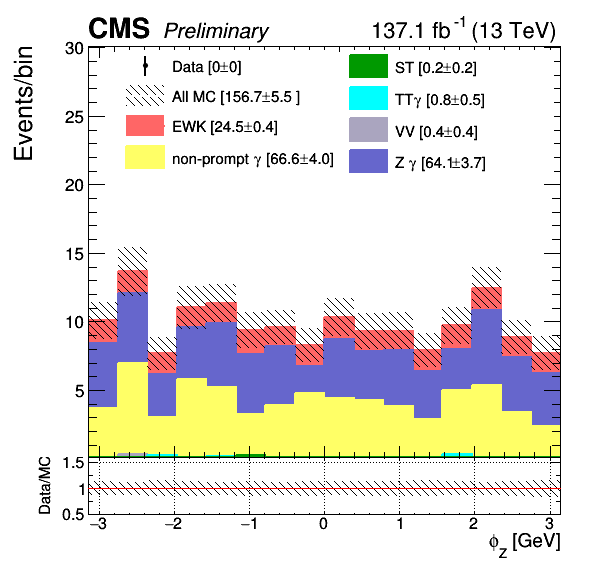 CMS Preliminary 137.1 fb⁻¹ (13 TeV)
Events/bin
30
25
20
15
10
5
Data [0±0]
All MC [156.7±5.5 ]
EWK [24.5±0.4]
non-prompt γ [66.6±4.0]
ST [0.2±0.2]
TTγ [0.8±0.5]
VV [0.4±0.4]
Z γ [64.1±3.7]
Data/MC
1.5
1
0.5
−3 −2 −1 0 1 2 3
ϕ_Z [GeV]